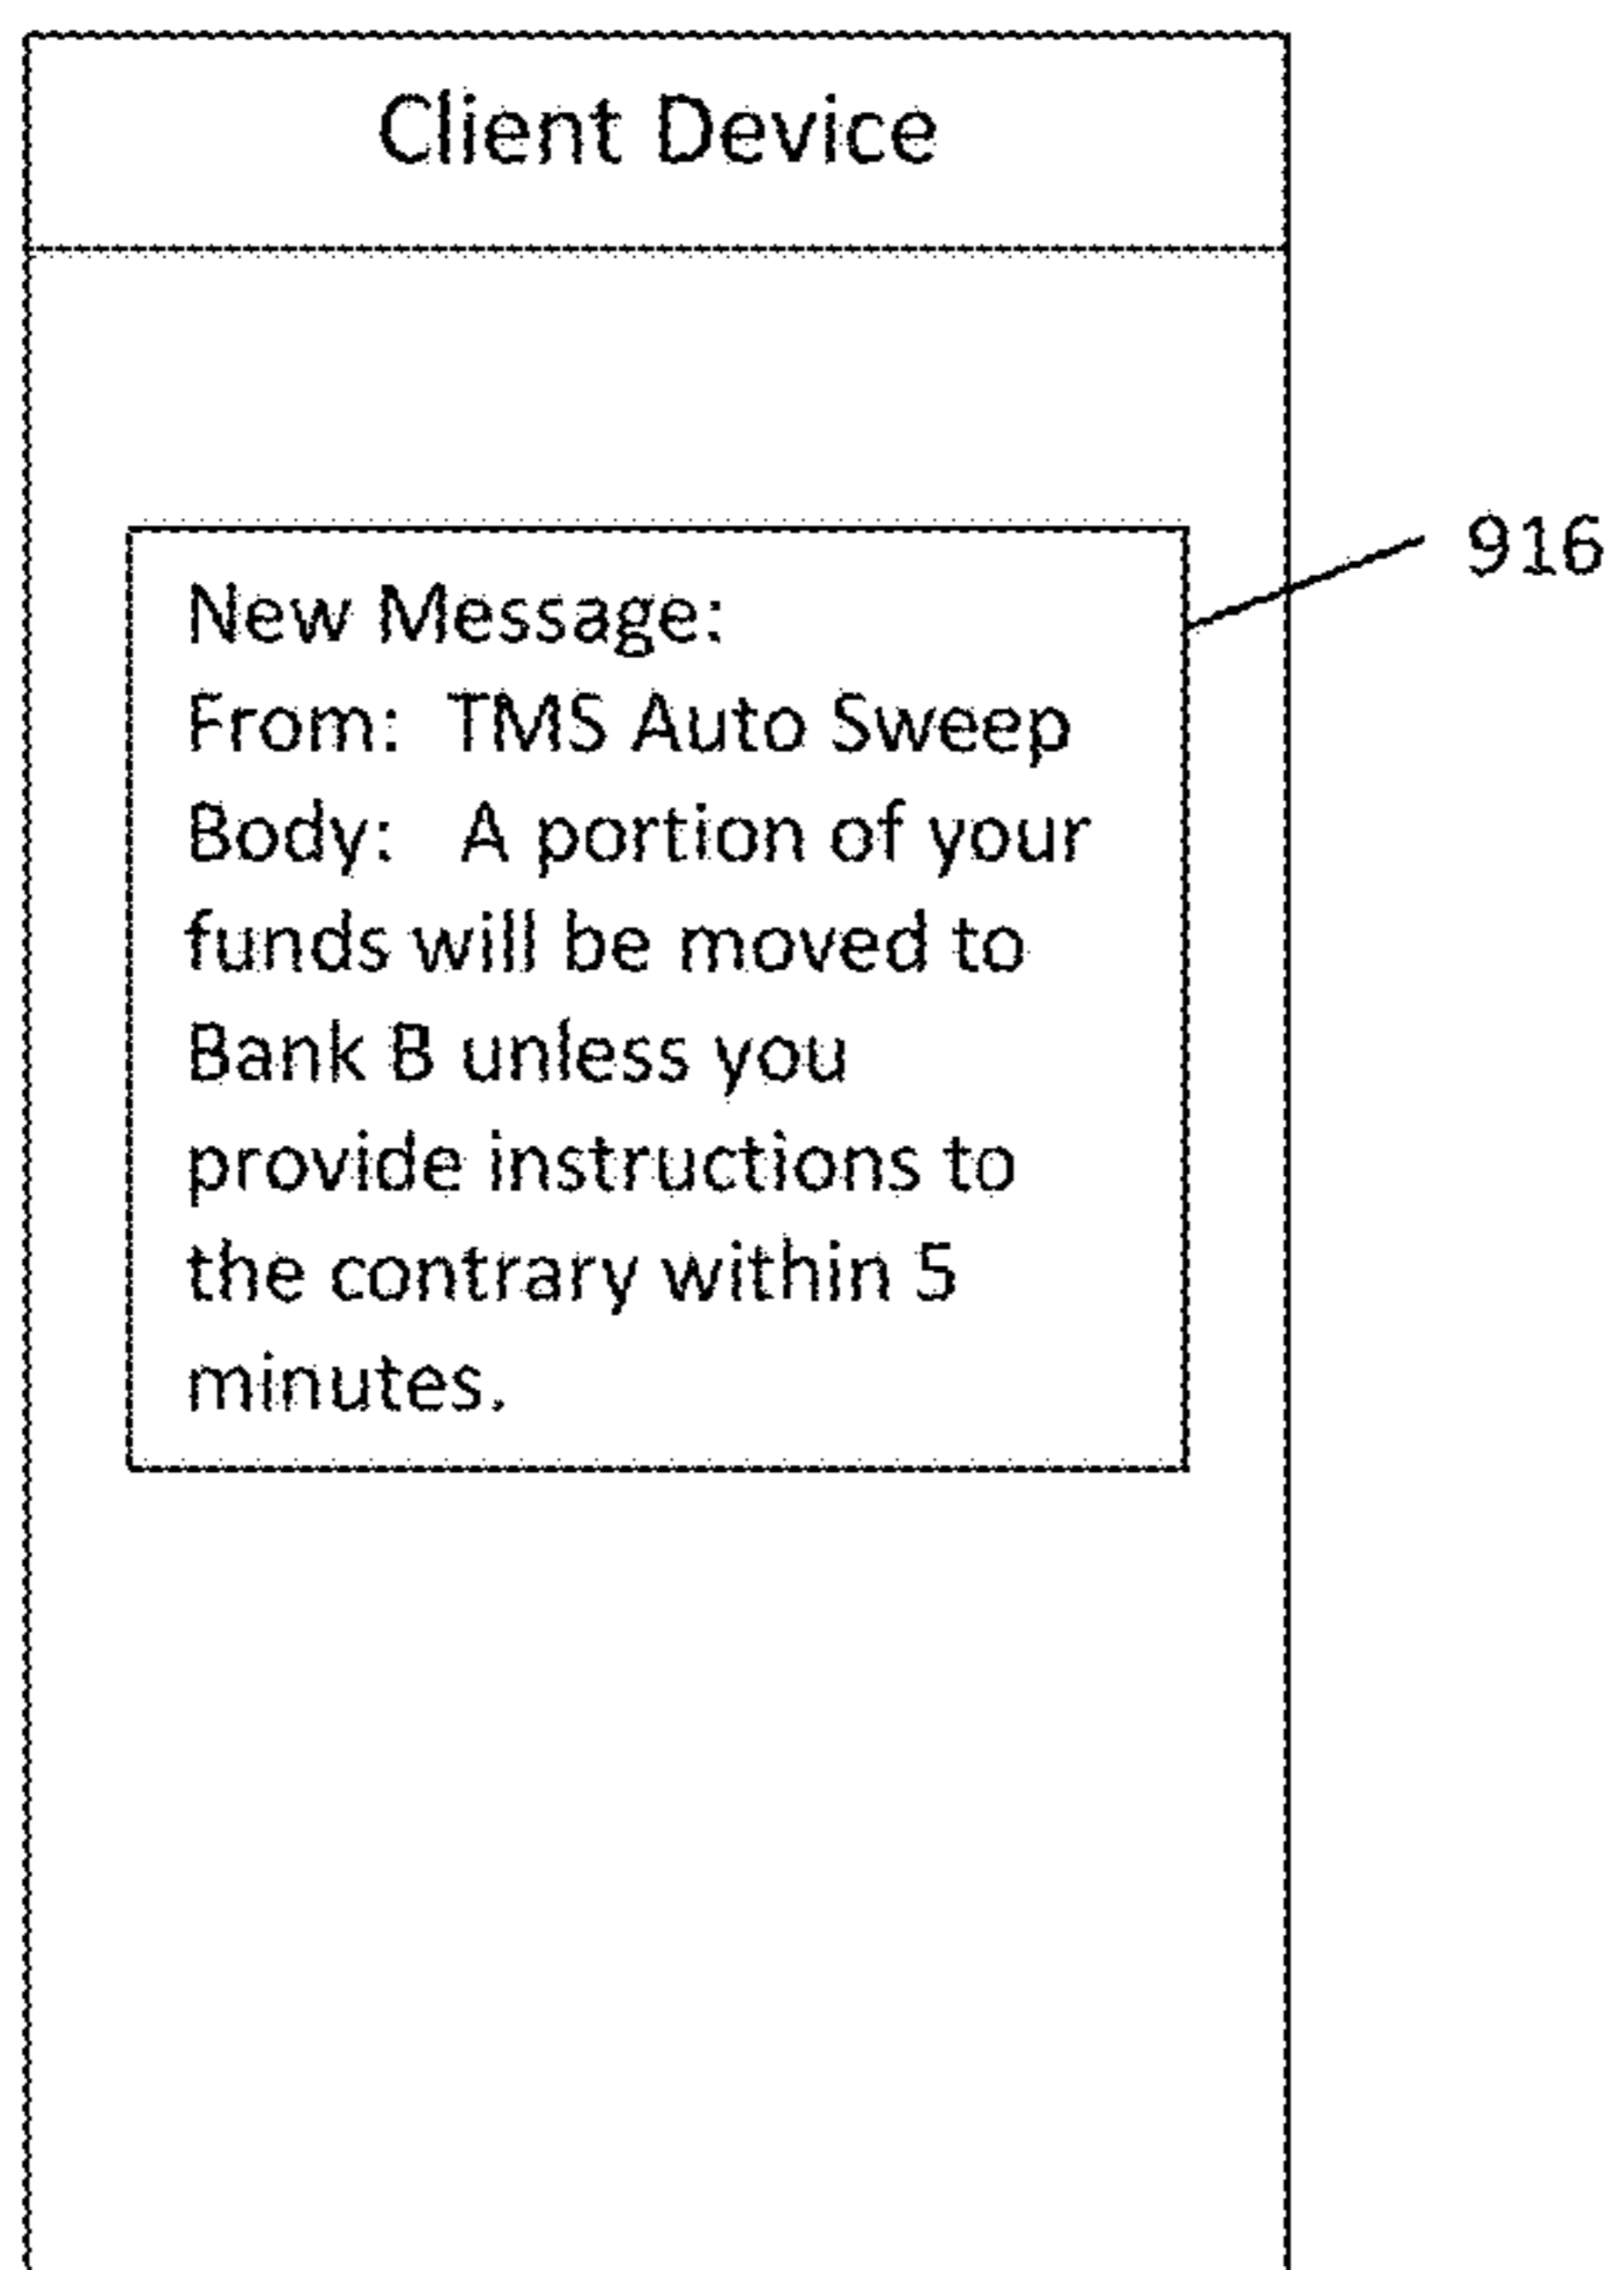 Client Device
916
New Message:
From: TMS Auto Sweep
Body: A portion of your
funds will be moved to
Bank B unless you
provide instructions to
the contrary within 5
minutes.